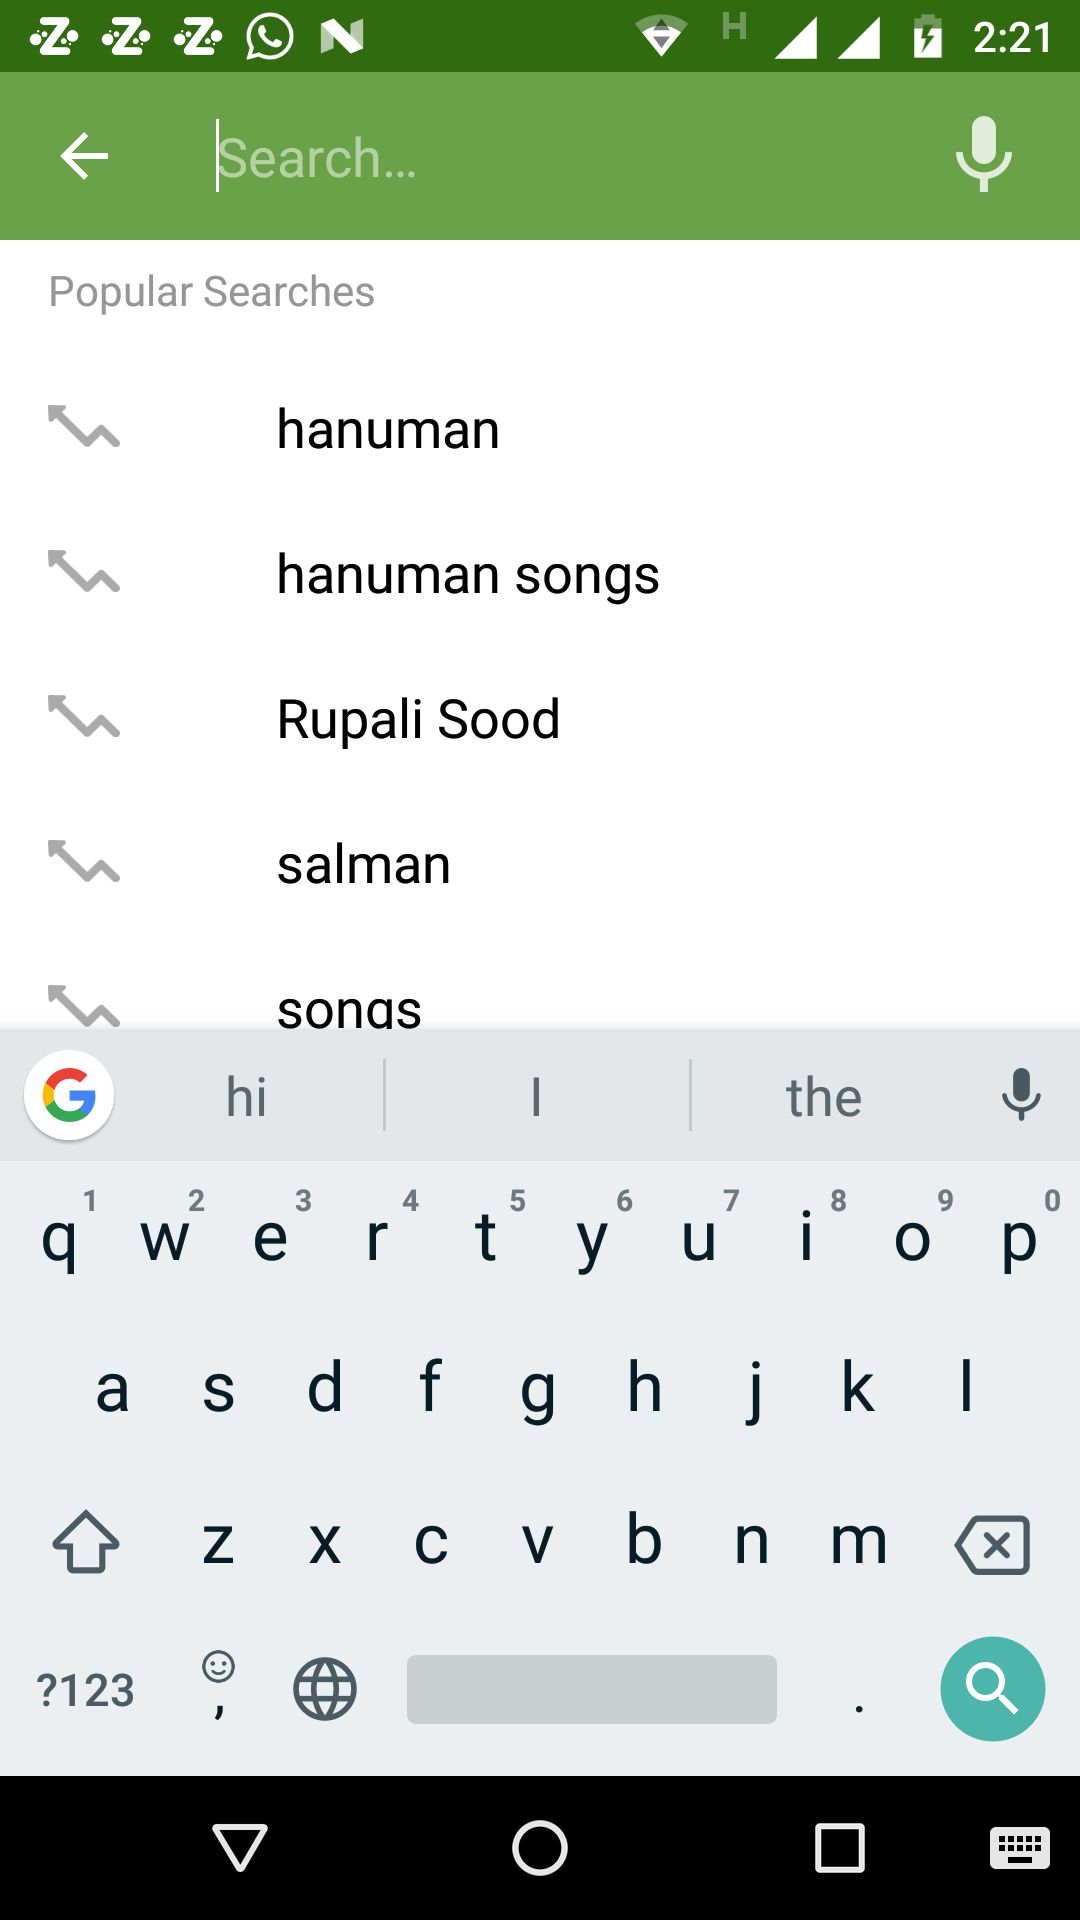 H 2:21
Search...
Popular Searches
hanuman
hanuman songs
Rupali Sood
salman
songs
hi I the
1 2 3 4 5 6 7 8 9 0
q w e r t y u i o p
a s d f g h j k l
z x c v b n m
?123 , .